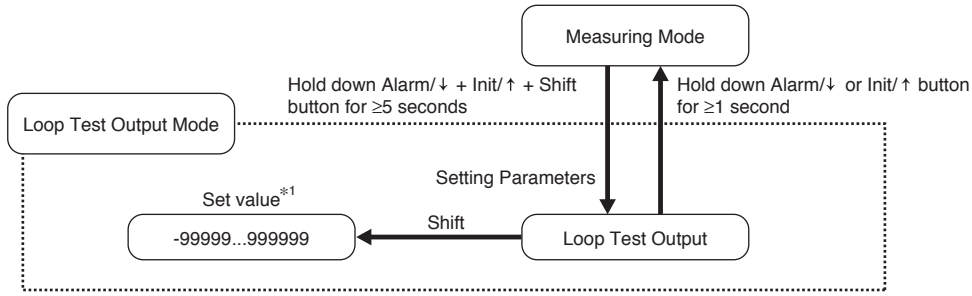 Measuring Mode
Hold down Alarm/↓ + Init/↑ + Shift
button for ≥5 seconds
Hold down Alarm/↓ or Init/↑ button
for ≥1 second
Loop Test Output Mode
Setting Parameters
Set value*1
Shift
-99999...999999
Loop Test Output